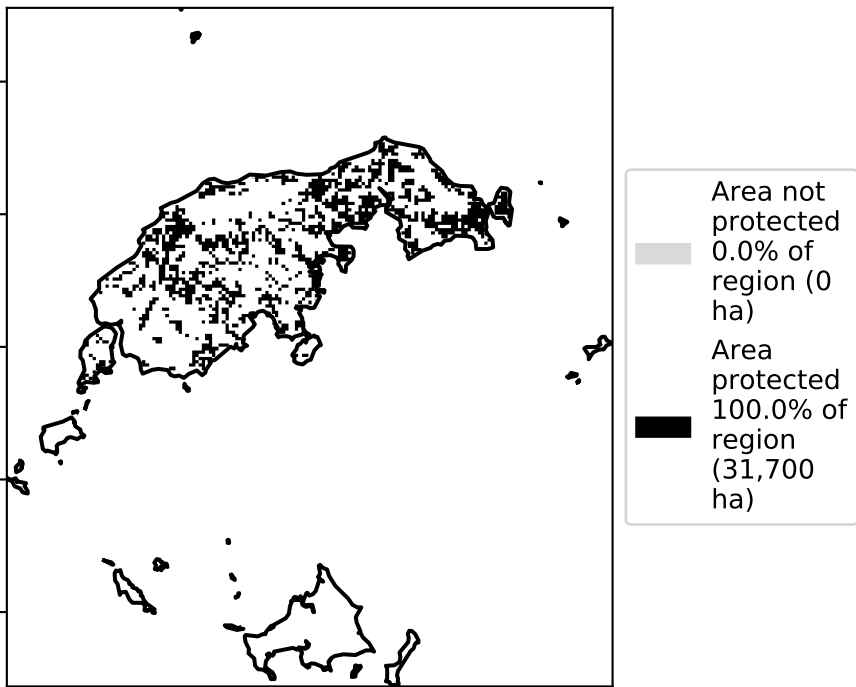 Area not
protected
0.0% of
region (0
ha)
Area
protected
100.0% of
region
(31,700
ha)